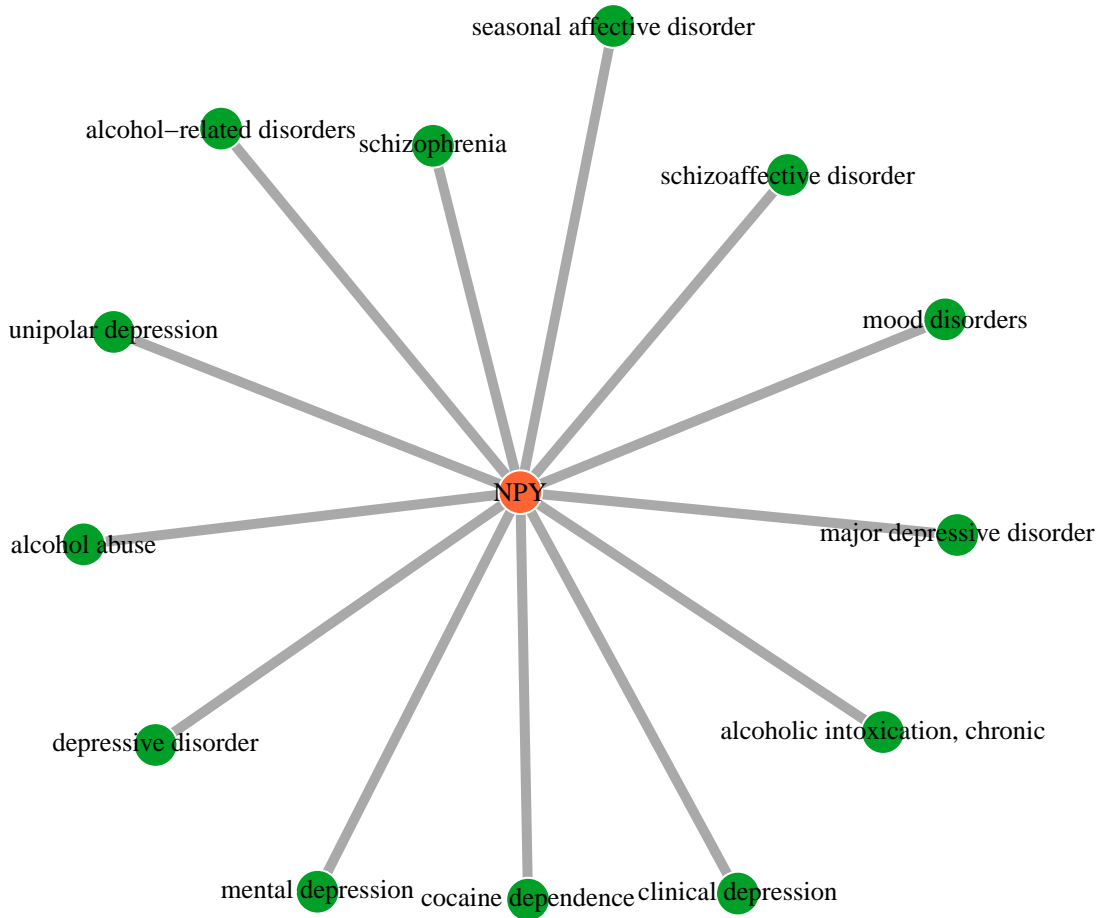 seasonal affective disorder
alcohol−related disorders
schizophrenia
schizoaffective disorder
mood disorders
unipolar depression
NPY
major depressive disorder
alcohol abuse
alcoholic intoxication, chronic
depressive disorder
mental depression
cocaine dependence
clinical depression